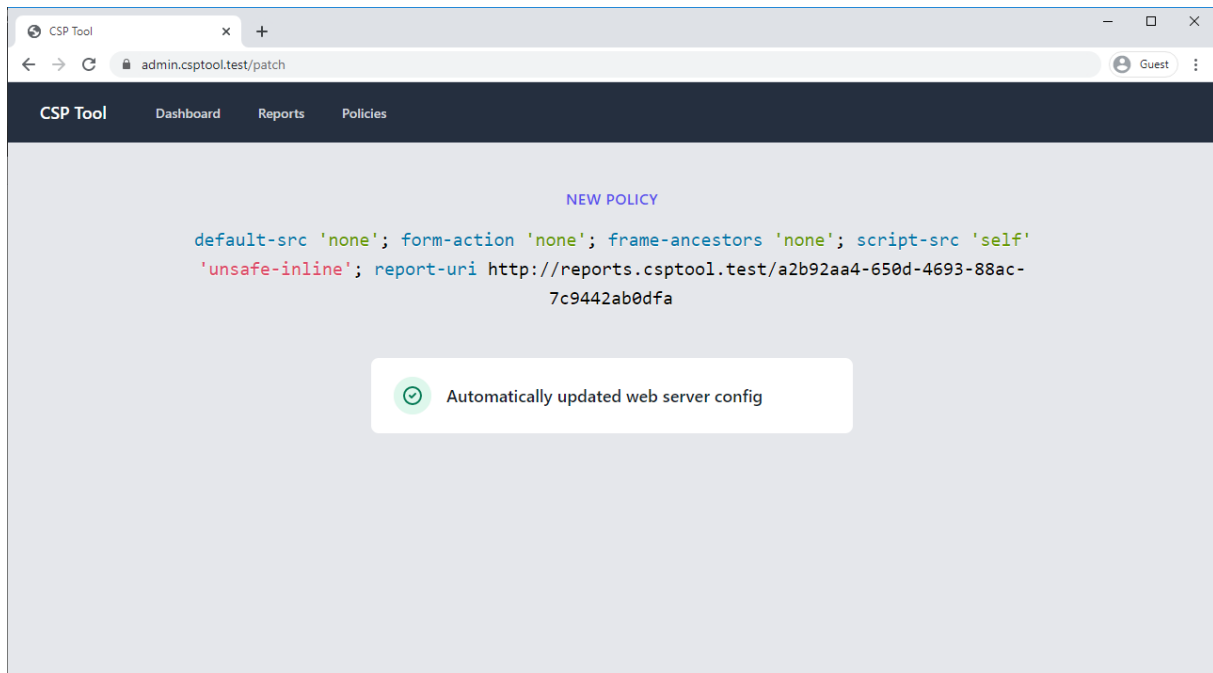 CSP Tool
admin.csptool.test/patch
Guest
CSP Tool Dashboard Reports Policies
NEW POLICY
default-src 'none'; form-action 'none'; frame-ancestors 'none'; script-src 'self'
'unsafe-inline'; report-uri http://reports.csptool.test/a2b92aa4-650d-4693-88ac-
7c9442ab0dfa
Automatically updated web server config